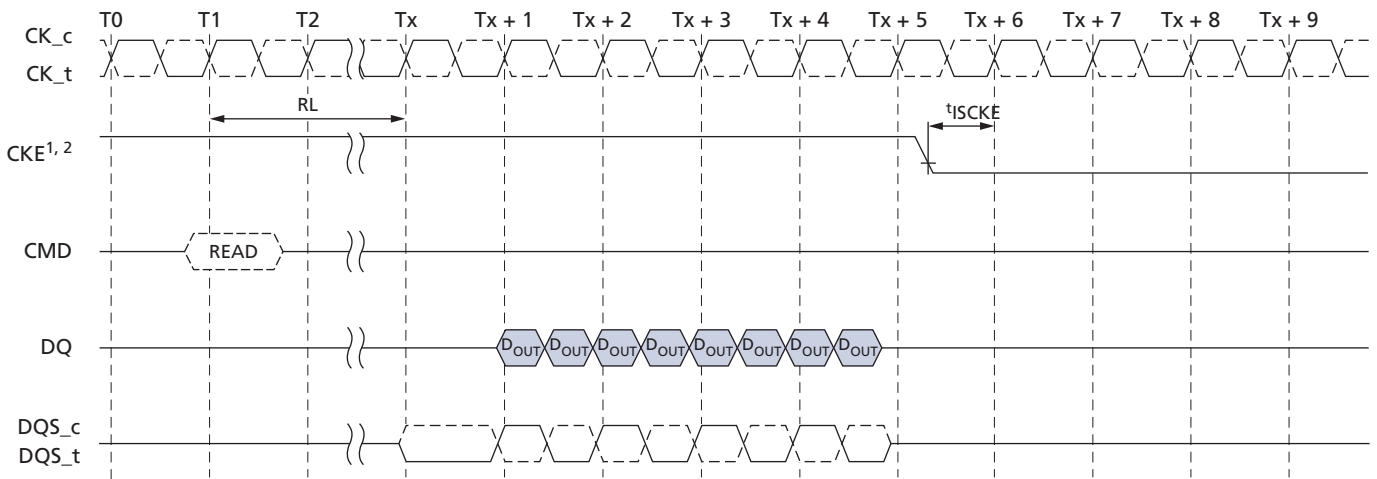 T0 T1 T2 Tx Tx + 1 Tx + 2 Tx + 3 Tx + 4 Tx + 5 Tx + 6 Tx + 7 Tx + 8 Tx + 9
CK_c
CK_t
RL
tISCKE
CKE1, 2
CMD
READ
DQ
DOUT DOUT DOUT DOUT DOUT DOUT DOUT DOUT
DQS_c
DQS_t